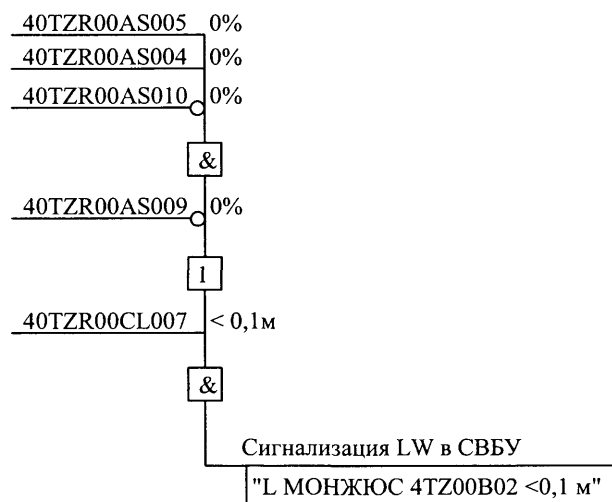 40TZR00AS005 0%
40TZR00AS004 0%
40TZR00AS010 0%
&
40TZR00AS009 0%
1
40TZR00CL007 < 0,1м
&
Сигнализация LW в СВБУ
"L МОНЖЮС 4TZ00B02 <0,1 м"